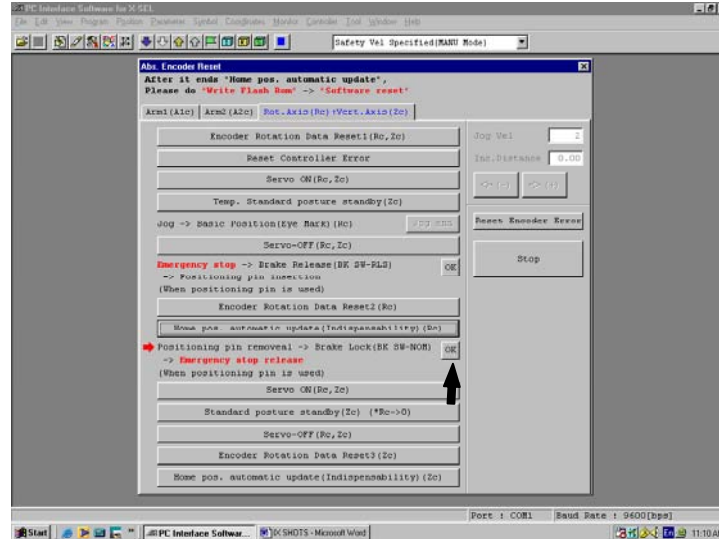 PC Interface Software for X-SEL
File Edit View Program Position Parameter Symbol Coordinates Monitor Controller Tool Window Help
Safety Vel Specified(MANU Mode)
Abs. Encoder Reset
After it ends "Home pos. automatic update",
Please do "Write Flash Rom" -> "Software reset"
Arm1(A1c) Arm2(A2c) Rot.Axis(Rc)+Vert.Axis(Zc)
Encoder Rotation Data Reset1(Rc,Zc)
Reset Controller Error
Servo ON(Rc,Zc)
Temp. Standard posture standby(Zc)
Jog -> Basic Position(Eye Mark)(Rc) Jog End
Servo-OFF(Rc,Zc)
Emergency stop -> Brake Release(BK SW-RLS) OK
-> Positioning pin insertion
(When positioning pin is used)
Encoder Rotation Data Reset2(Rc)
Home pos. automatic update(Indispensability)(Rc)
Positioning pin removeal -> Brake Lock(BK SW-NOM) OK
-> Emergency stop release
(When positioning pin is used)
Servo ON(Rc,Zc)
Standard posture standby(Zc) (*Rc->0)
Servo-OFF(Rc,Zc)
Encoder Rotation Data Reset3(Zc)
Home pos. automatic update(Indispensability)(Zc)
Jog Vel 2
Inc.Distance 0.00
(-) (+)
Reset Encoder Error
Stop
Port : COM1 Baud Rate : 9600[bps]
Start PC Interface Softwar... IX SHOTS - Microsoft Word En 11:10 A